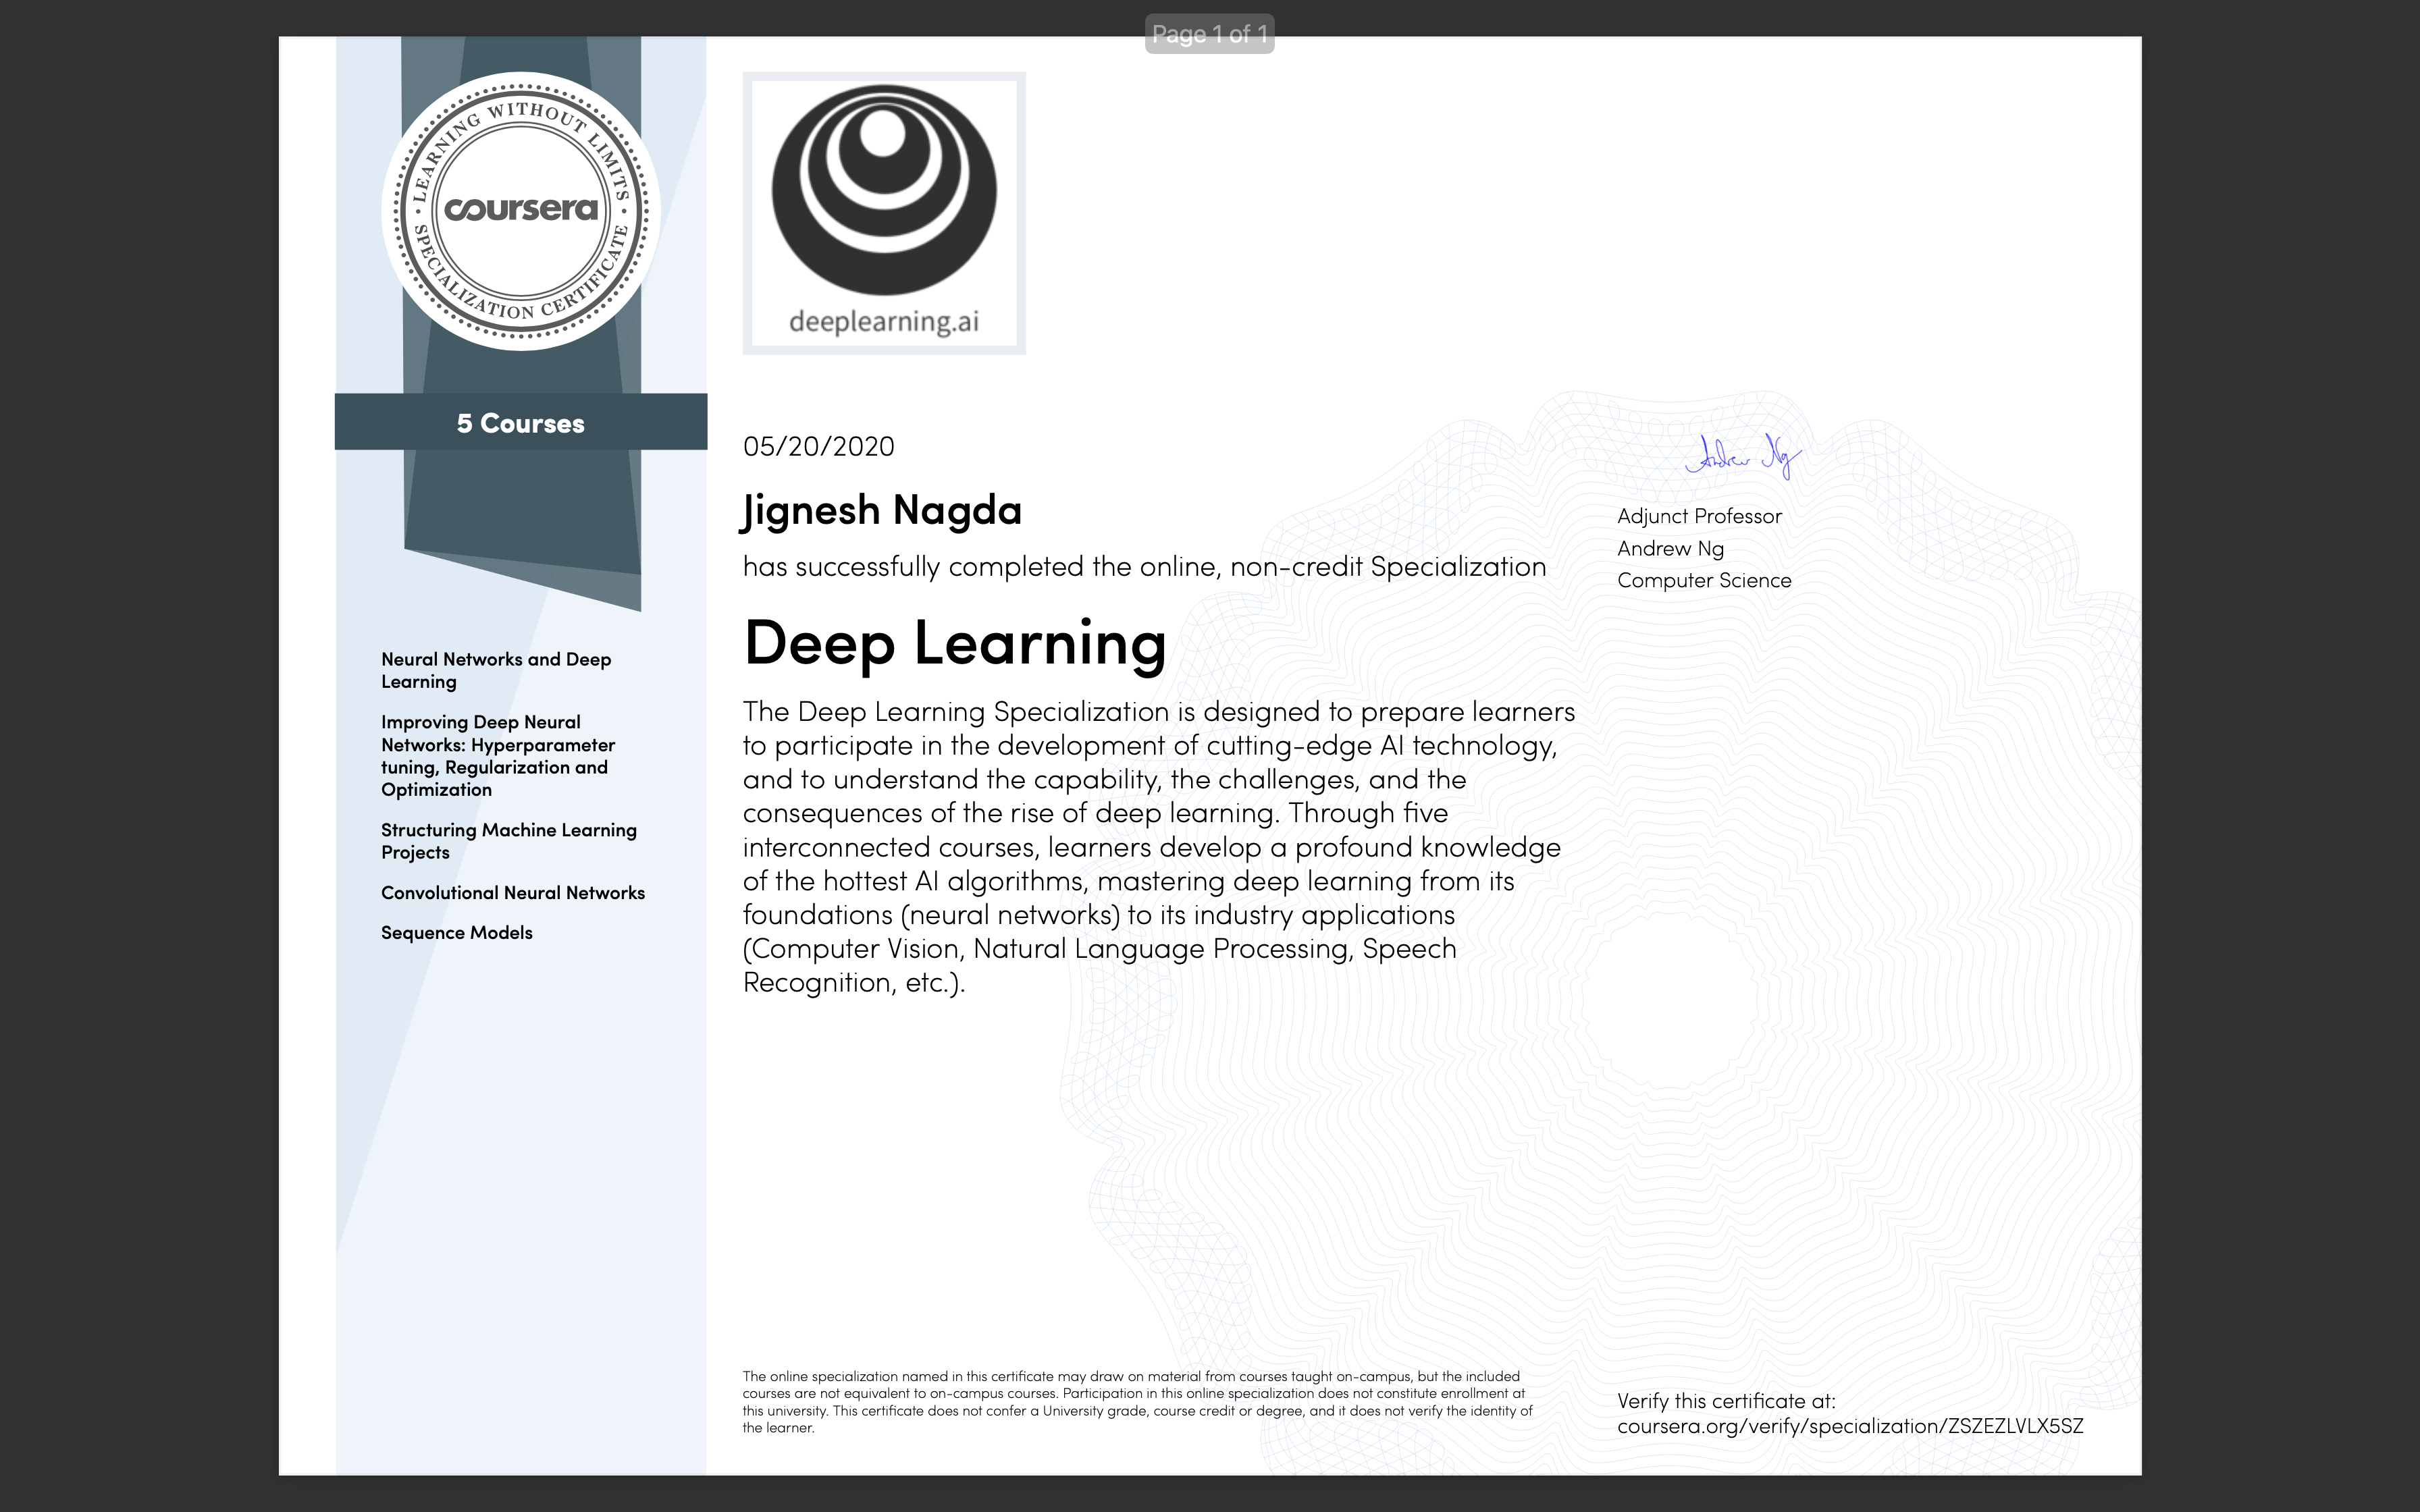 Page 1 of 1
LEARNING WITHOUT LIMITS
coursera
SPECIALIZATION CERTIFICATE
5 Courses
Neural Networks and Deep
Learning
Improving Deep Neural
Networks: Hyperparameter
tuning, Regularization and
Optimization
Structuring Machine Learning
Projects
Convolutional Neural Networks
Sequence Models
deeplearning.ai
05/20/2020
Jignesh Nagda
has successfully completed the online, non-credit Specialization
Deep Learning
The Deep Learning Specialization is designed to prepare learners
to participate in the development of cutting-edge AI technology,
and to understand the capability, the challenges, and the
consequences of the rise of deep learning. Through five
interconnected courses, learners develop a profound knowledge
of the hottest AI algorithms, mastering deep learning from its
foundations (neural networks) to its industry applications
(Computer Vision, Natural Language Processing, Speech
Recognition, etc.).
Andrew Ng
Adjunct Professor
Andrew Ng
Computer Science
The online specialization named in this certificate may draw on material from courses taught on-campus, but the included
courses are not equivalent to on-campus courses. Participation in this online specialization does not constitute enrollment at
this university. This certificate does not confer a University grade, course credit or degree, and it does not verify the identity of
the learner.
Verify this certificate at:
coursera.org/verify/specialization/ZSZEZLVLX5SZ